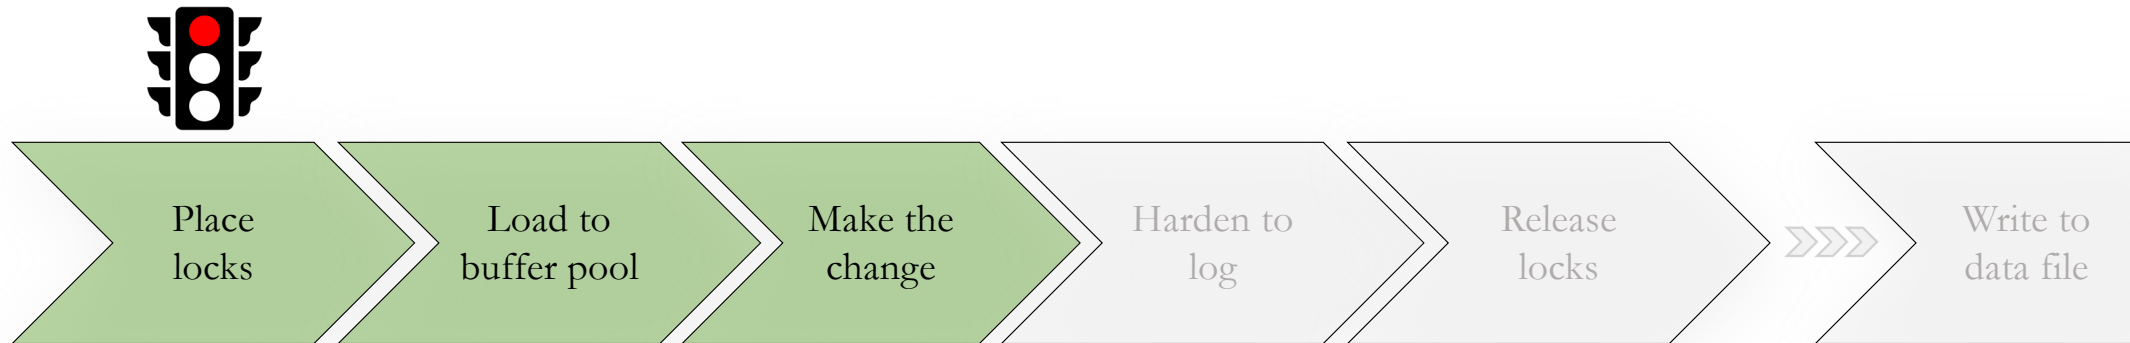 Place
locks
Load to
buffer pool
Make the
change
Harden to
log
Release
locks
Write to
data file